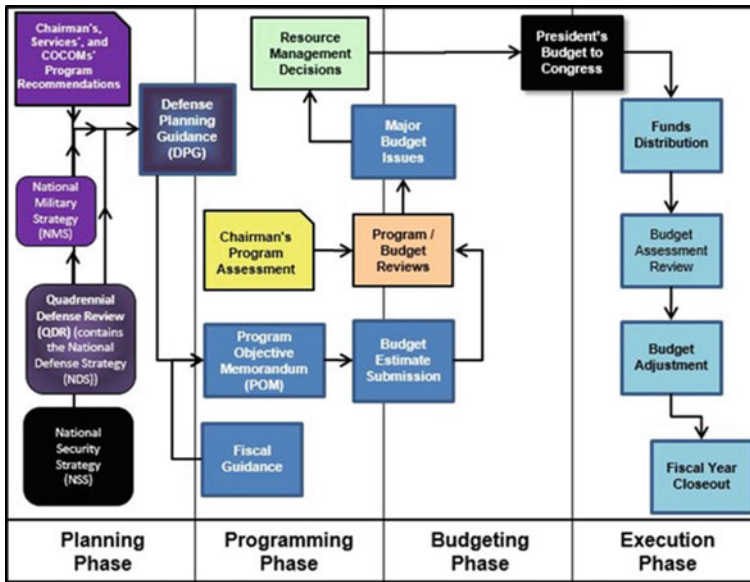 Chairman's,
Services', and
COCOMs'
Program
Recommendations
Defense
Planning
Guidance
(DPG)
National
Military
Strategy
(NMS)
Quadrennial
Defense Review
(QDR) (contains
the National
Defense Strategy
(NDS))
National
Security
Strategy
(NSS)
Resource
Management
Decisions
Major
Budget
Issues
Chairman's
Program
Assessment
Program /
Budget
Reviews
Program
Objective
Memorandum
(POM)
Budget
Estimate
Submission
Fiscal
Guidance
President's
Budget to
Congress
Funds
Distribution
Budget
Assessment
Review
Budget
Adjustment
Fiscal Year
Closeout
Planning
Phase
Programming
Phase
Budgeting
Phase
Execution
Phase